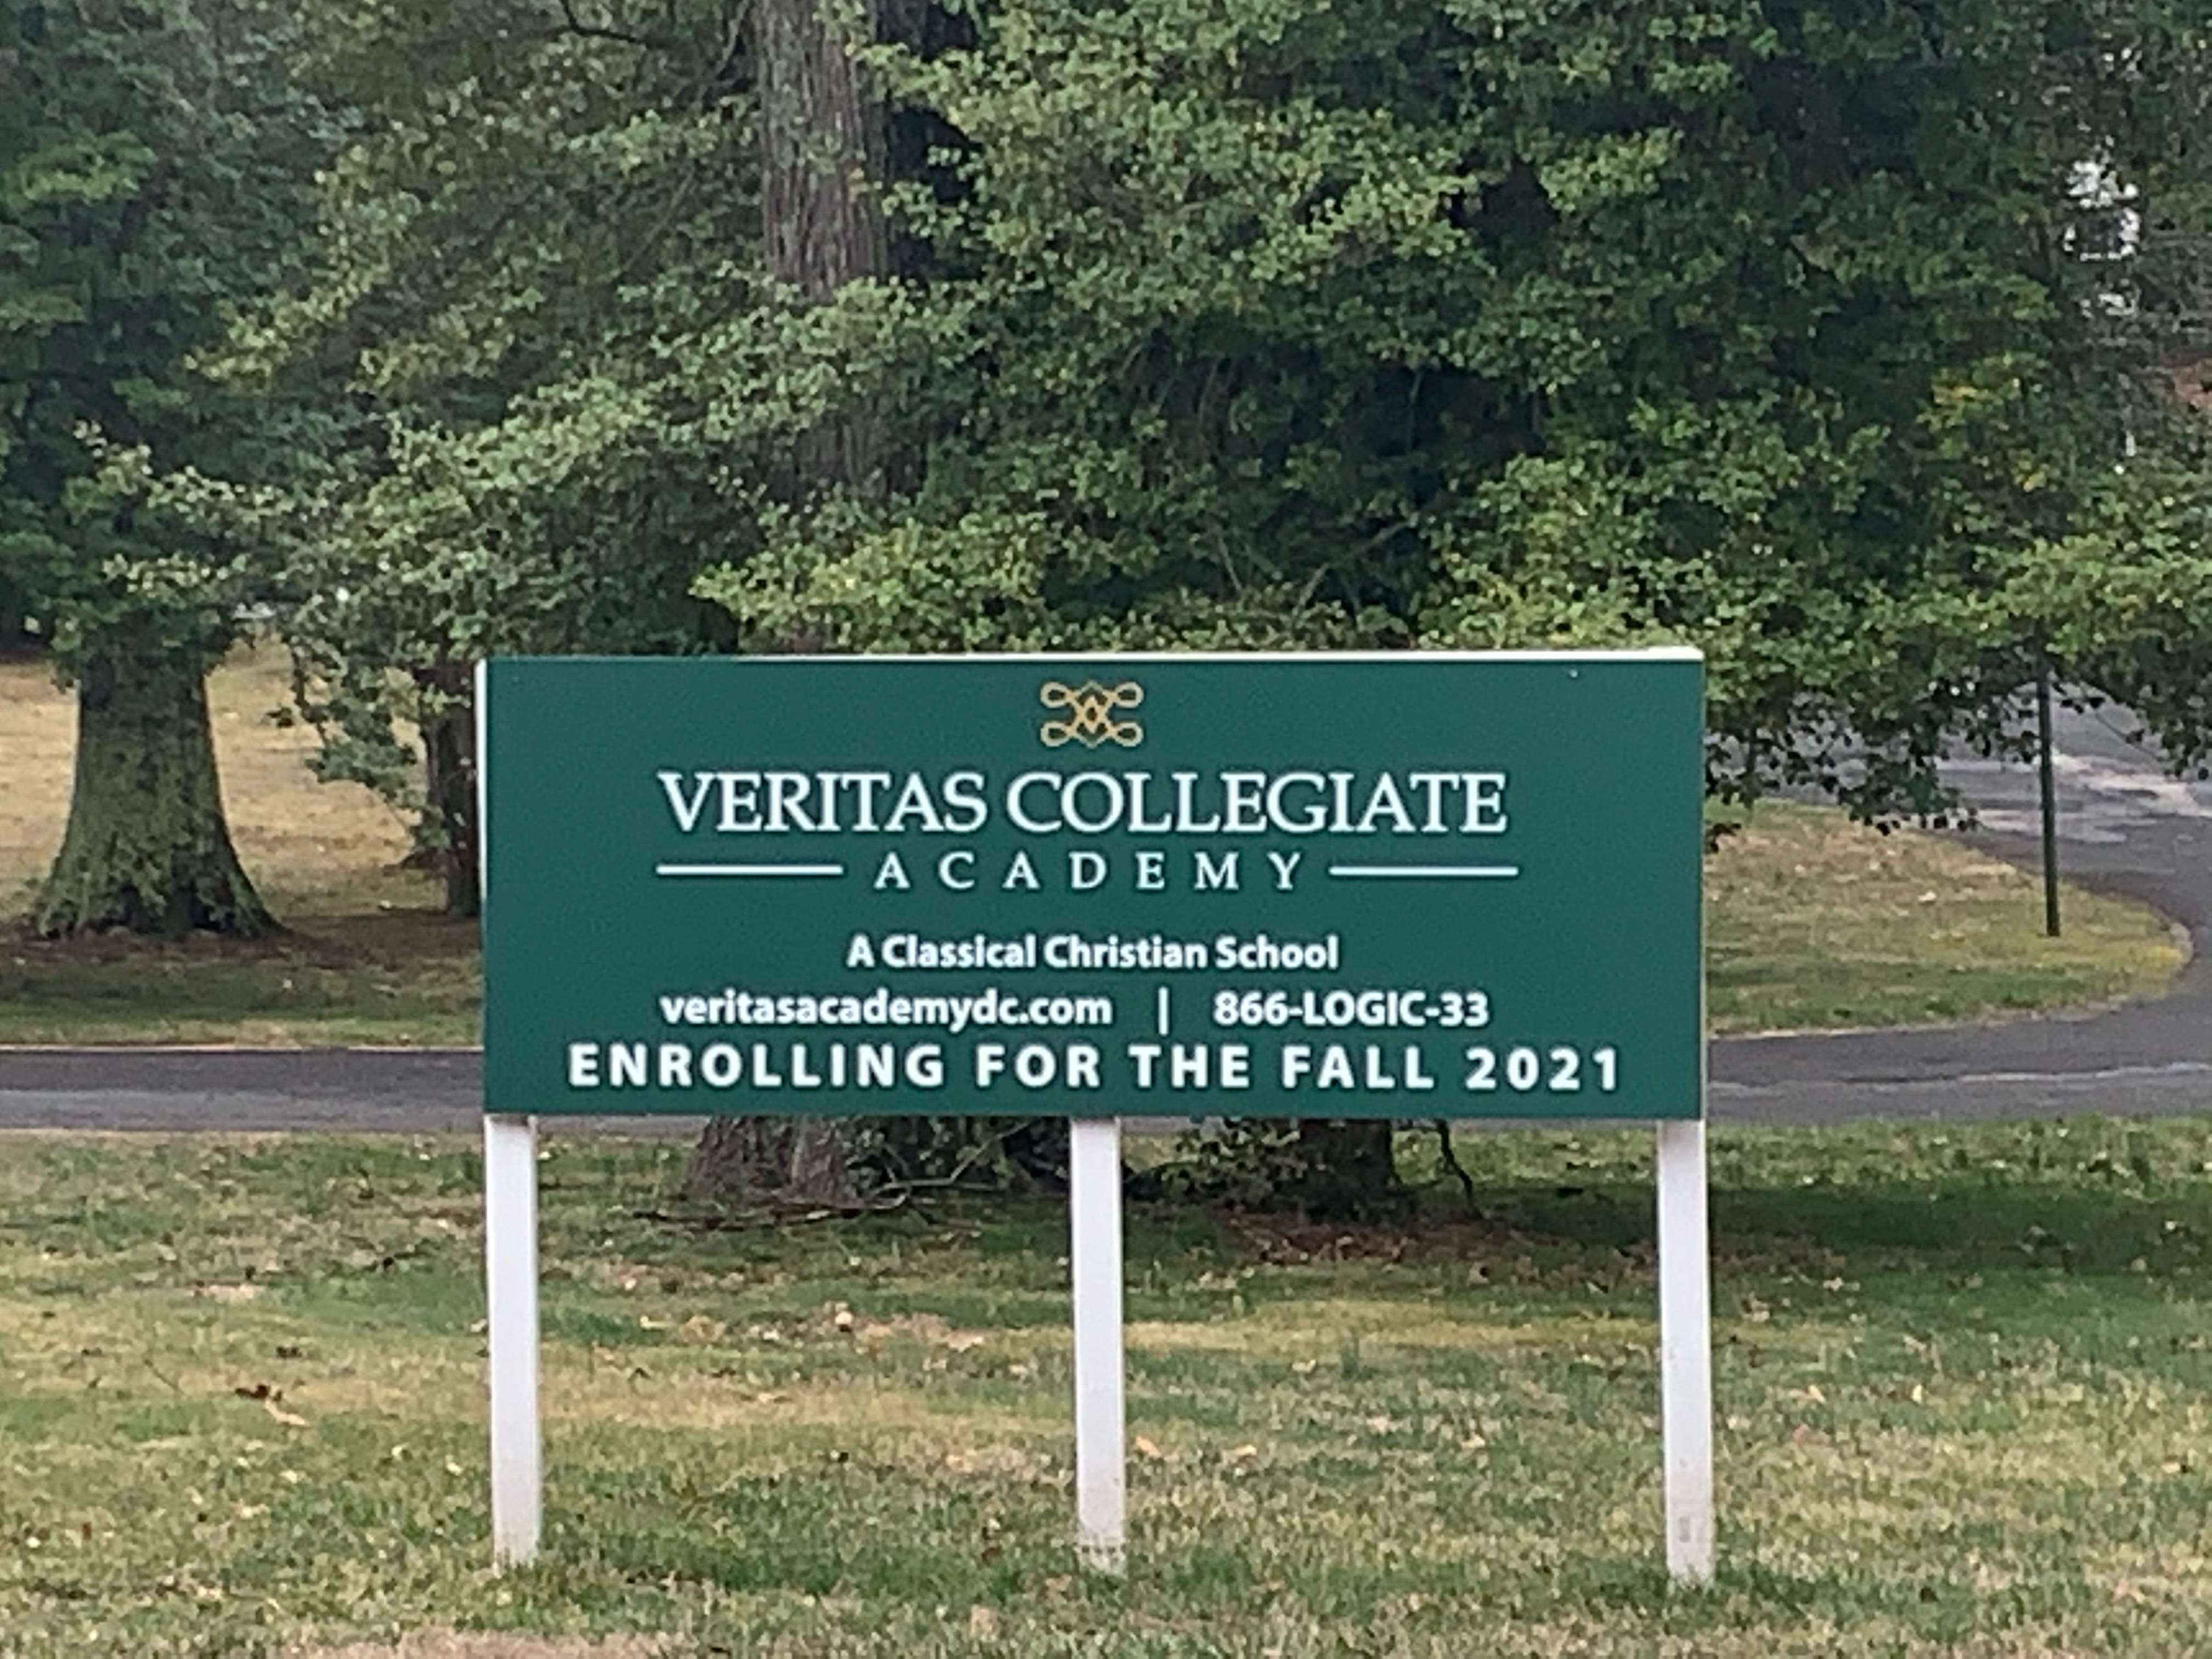 VERITAS COLLEGIATE
ACADEMY
A Classical Christian School
veritasacademydc.com | 866-LOGIC-33
ENROLLING FOR THE FALL 2021